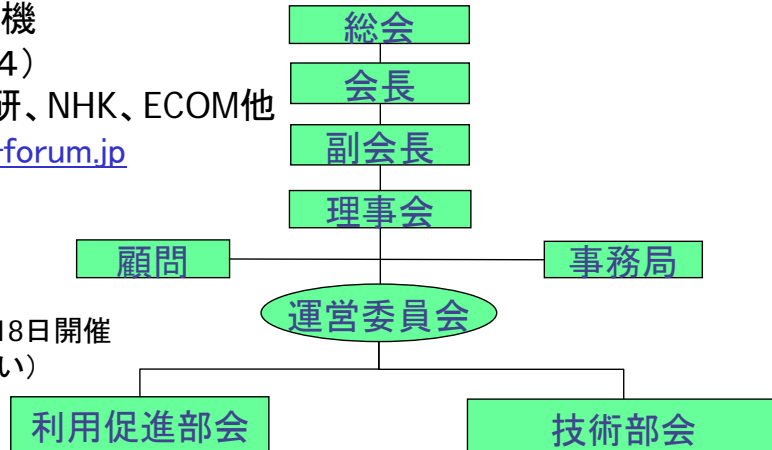 機
総会
4）
会長
研、NHK、ECOM他
副会長
-forum.jp
理事会
顧問
事務局
運営委員会
18日開催
い）
利用促進部会
技術部会